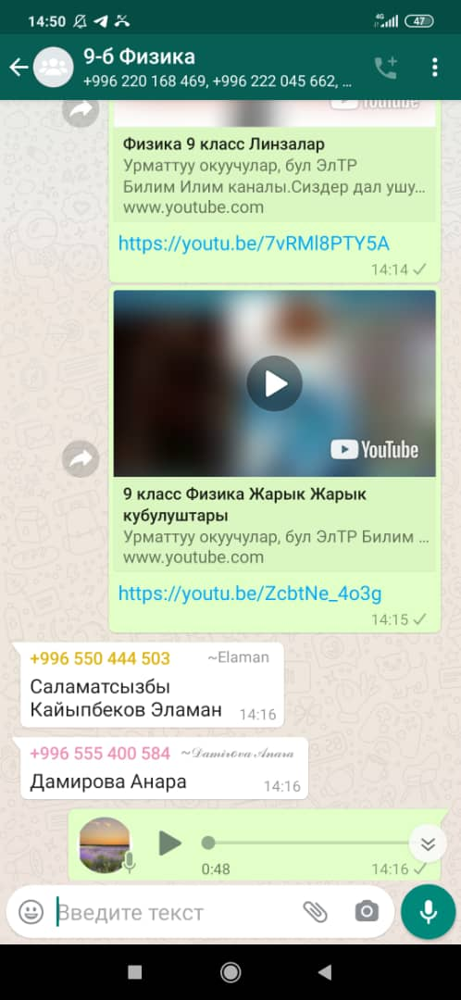 14:50
4G
47
9-б Физика
+996 220 168 469, +996 222 045 662, ...
YouTube
Физика 9 класс Линзалар
Урматтуу окуучулар, бул ЭлТР
Билим Илим каналы.Сиздер дал ушу...
www.youtube.com
https://youtu.be/7vRMl8PTY5A
14:14
YouTube
9 класс Физика Жарык Жарык
кубулуштары
Урматтуу окуучулар, бул ЭлТР Билим ...
www.youtube.com
https://youtu.be/ZcbtNe_4o3g
14:15
+996 550 444 503 ~Elaman
Саламатсызбы
Кайыпбеков Эламан 14:16
+996 555 400 584 ~Damirova Anara
Дамирова Анара 14:16
0:48 14:16
Введите текст